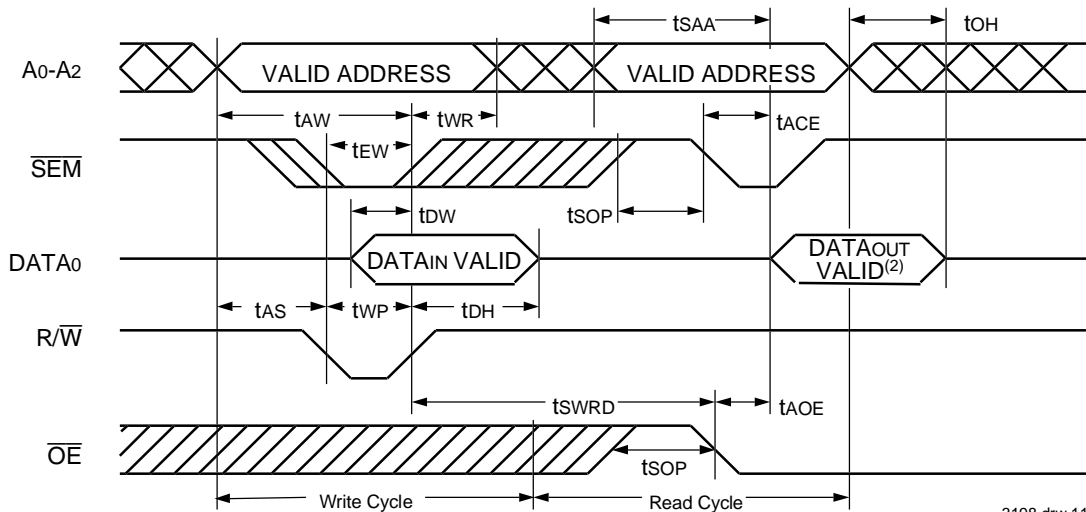 tSAA
tOH
A0-A2
VALID ADDRESS
VALID ADDRESS
tAW
tWR
tACE
tEW
SEM
tDW
tSOP
DATA0
DATAIN VALID
DATAOUT
VALID(2)
tAS
tWP
tDH
R/W
tSWRD
tAOE
OE
tSOP
Write Cycle
Read Cycle